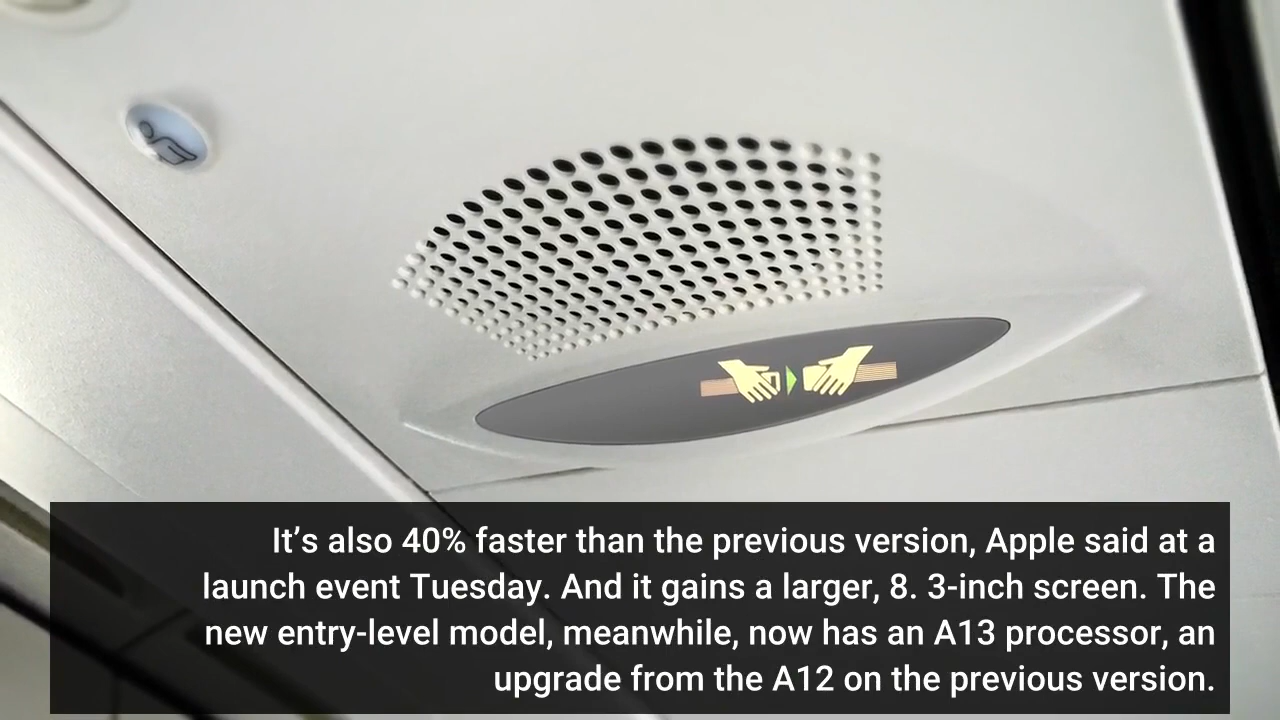 It’s also 40% faster than the previous version, Apple said at a
launch event Tuesday. And it gains a larger, 8. 3-inch screen. The
new entry-level model, meanwhile, now has an A13 processor, an
upgrade from the A12 on the previous version.